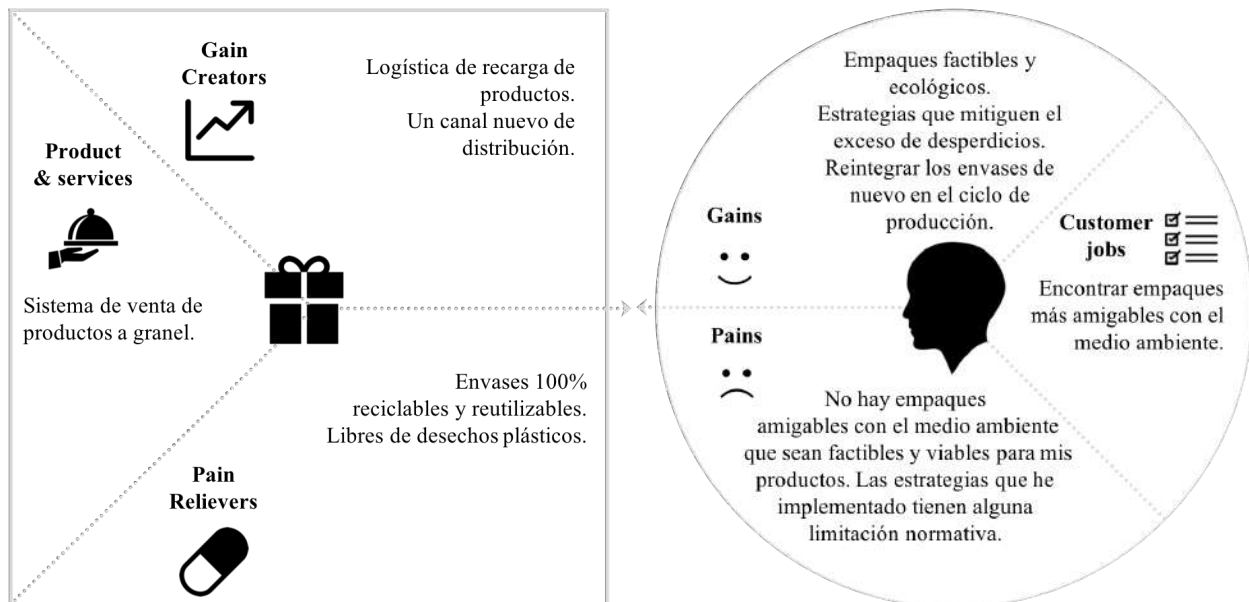 Gain
Creators
Logística de recarga de
productos.
Un canal nuevo de
distribución.
Product
& services
Sistema de venta de
productos a granel.
Envases 100%
reciclables y reutilizables.
Libres de desechos plásticos.
Pain
Relievers
Empaques factibles y
ecológicos.
Estrategias que mitiguen el
exceso de desperdicios.
Reintegrar los envases de
nuevo en el ciclo de
producción.
Gains
Customer
jobs
Encontrar empaques
más amigables con el
medio ambiente.
Pains
No hay empaques
amigables con el medio ambiente
que sean factibles y viables para mis
productos. Las estrategias que he
implementado tienen alguna
limitación normativa.